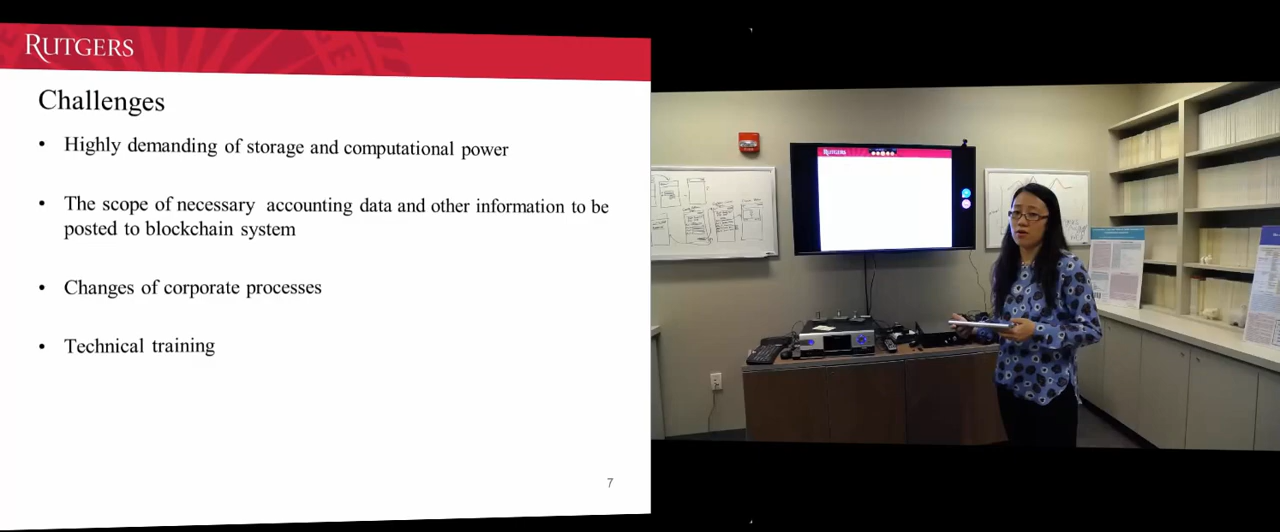 RUTGERS
Challenges
• Highly demanding of storage and computational power
• The scope of necessary accounting data and other information to be
posted to blockchain system
• Changes of corporate processes
• Technical training
7
RUTGERS